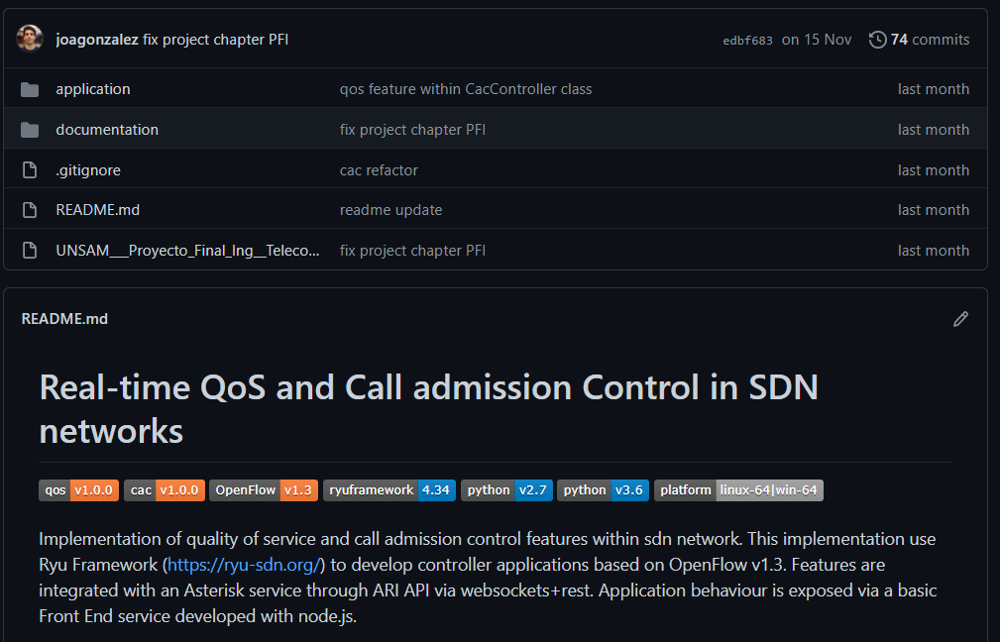 joagonzalez fix project chapter PFI edbf683 on 15 Nov 74 commits
application qos feature within CacController class last month
documentation fix project chapter PFI last month
.gitignore cac refactor last month
README.md readme update last month
UNSAM___Proyecto_Final_Ing__Teleco... fix project chapter PFI last month
README.md
Real-time QoS and Call admission Control in SDN
networks
qos v1.0.0 cac v1.0.0 OpenFlow v1.3 ryuframework 4.34 python v2.7 python v3.6 platform linux-64|win-64
Implementation of quality of service and call admission control features within sdn network. This implementation use
Ryu Framework (https://ryu-sdn.org/) to develop controller applications based on OpenFlow v1.3. Features are
integrated with an Asterisk service through ARI API via websockets+rest. Application behaviour is exposed via a basic
Front End service developed with node.js.